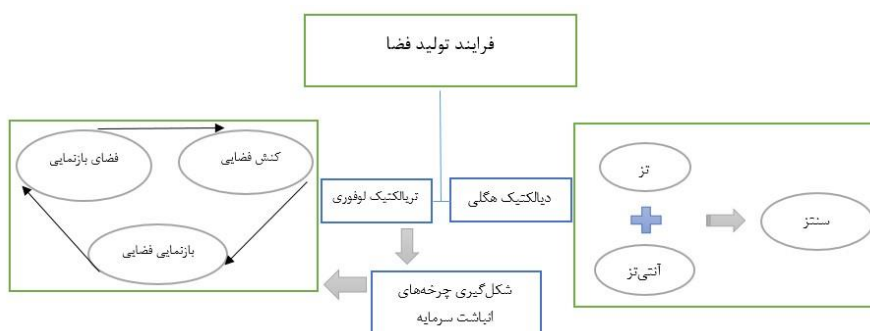 فرایند تولید فضا
دیالکتیک هگلی
تریالکتیک لوفوری
تز
آنتی‌تز
سنتز
کنش فضایی
فضای بازنمایی
بازنمایی فضایی
شکل‌گیری چرخه‌های
انباشت سرمایه